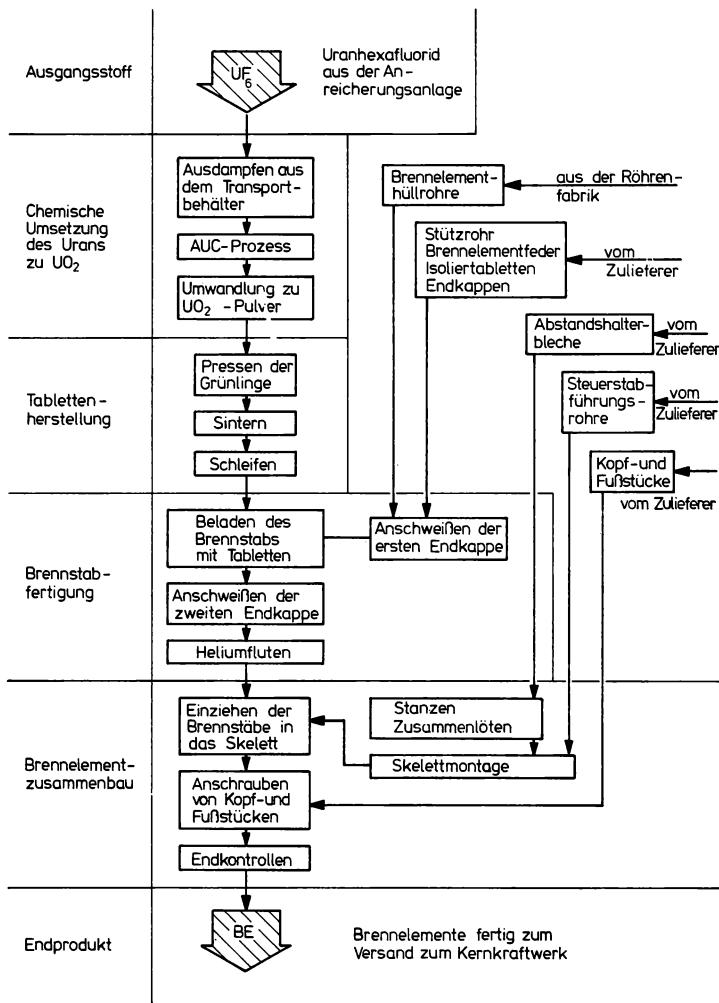 Ausgangsstoff
UF6
Uranhexafluorid
aus der An-
reicherungsanlage
Chemische
Umsetzung
des Urans
zu UO2
Ausdampfen aus
dem Transport-
behälter
AUC-Prozess
Umwandlung zu
UO2 -Pulver
Brennelement-
hüllrohre
aus der Röhren-
fabrik
Stützrohr
Brennelementfeder
Isoliertabletten
Endkappen
vom
Zulieferer
Abstandshalter-
bleche
vom
Zulieferer
Tabletten-
herstellung
Pressen der
Grünlinge
Sintern
Schleifen
Steuerstab-
führungs-
rohre
vom
Zulieferer
Kopf-und
Fußstücke
vom Zulieferer
Brennstab-
fertigung
Beladen des
Brennstabs
mit Tabletten
Anschweißen der
ersten Endkappe
Anschweißen der
zweiten Endkappe
Heliumfluten
Brennelement-
zusammenbau
Einziehen der
Brennstäbe in
das Skelett
Stanzen
Zusammenlöten
Skelettmontage
Anschrauben
von Kopf-und
Fußstücken
Endkontrollen
Endprodukt
BE
Brennelemente fertig zum
Versand zum Kernkraftwerk